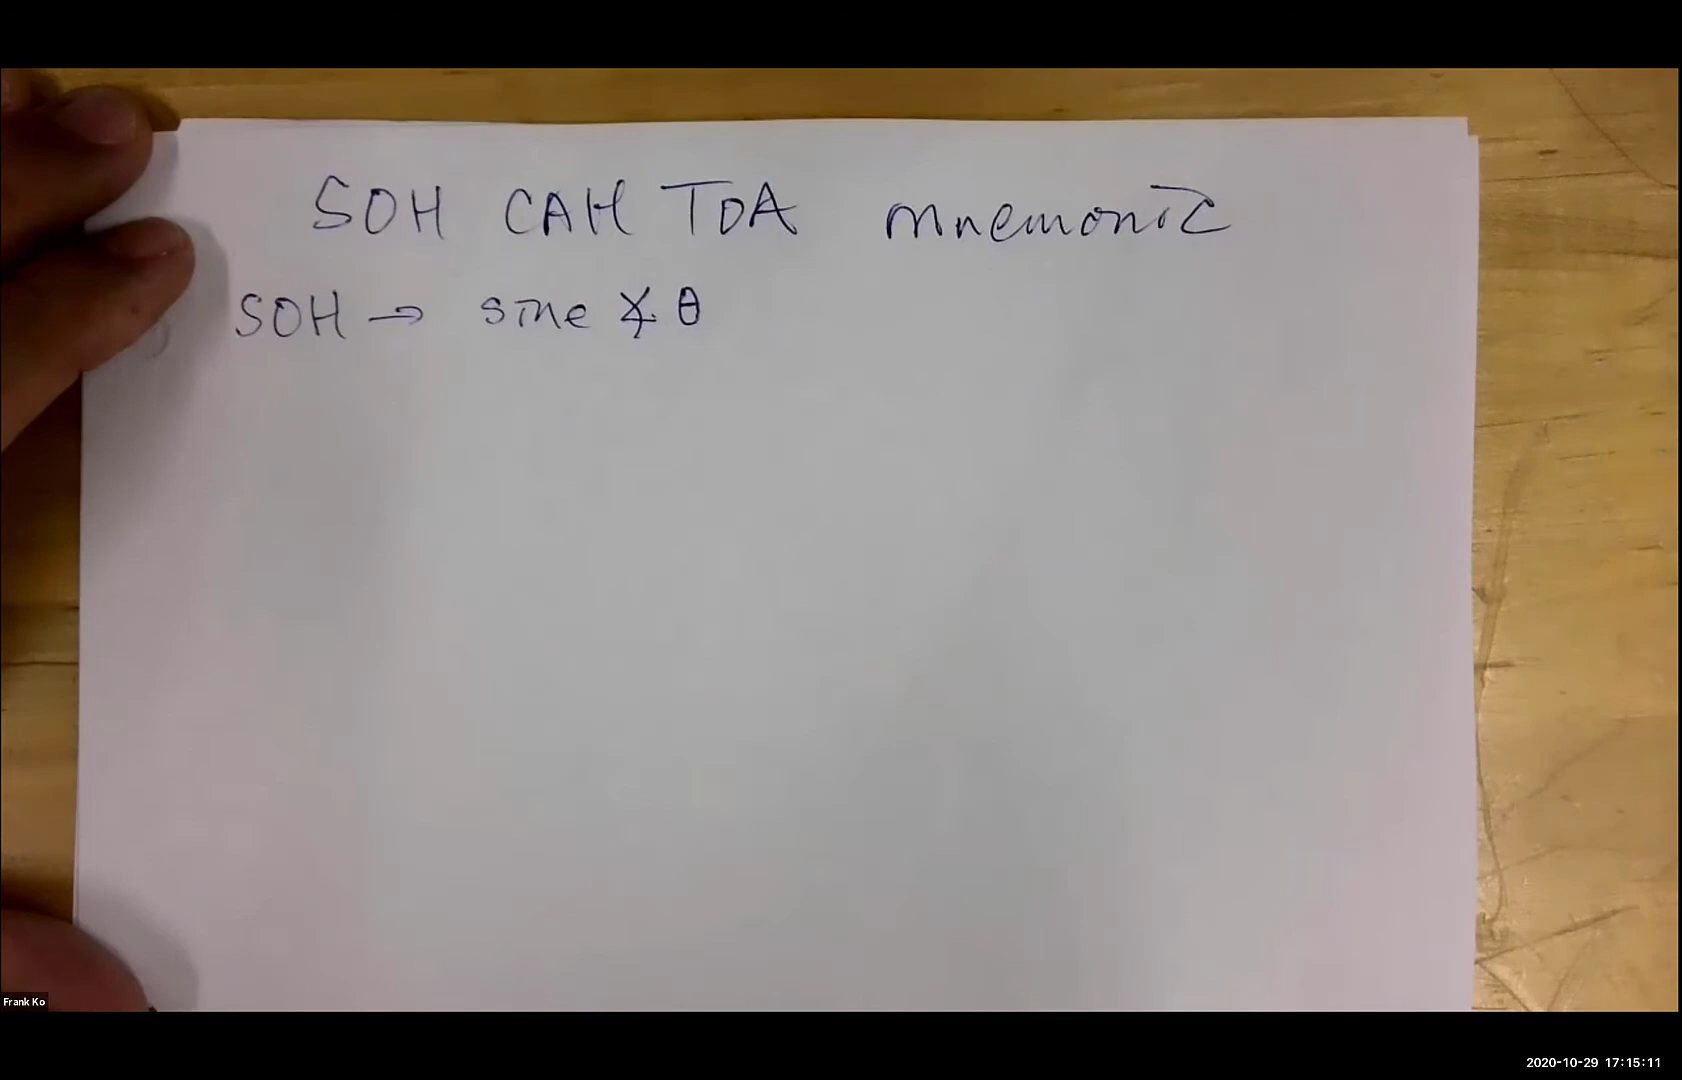 SOH CAH TOA mnemonic
SOH → sine ∡ θ
Frank Ko
2020-10-29 17:15:11